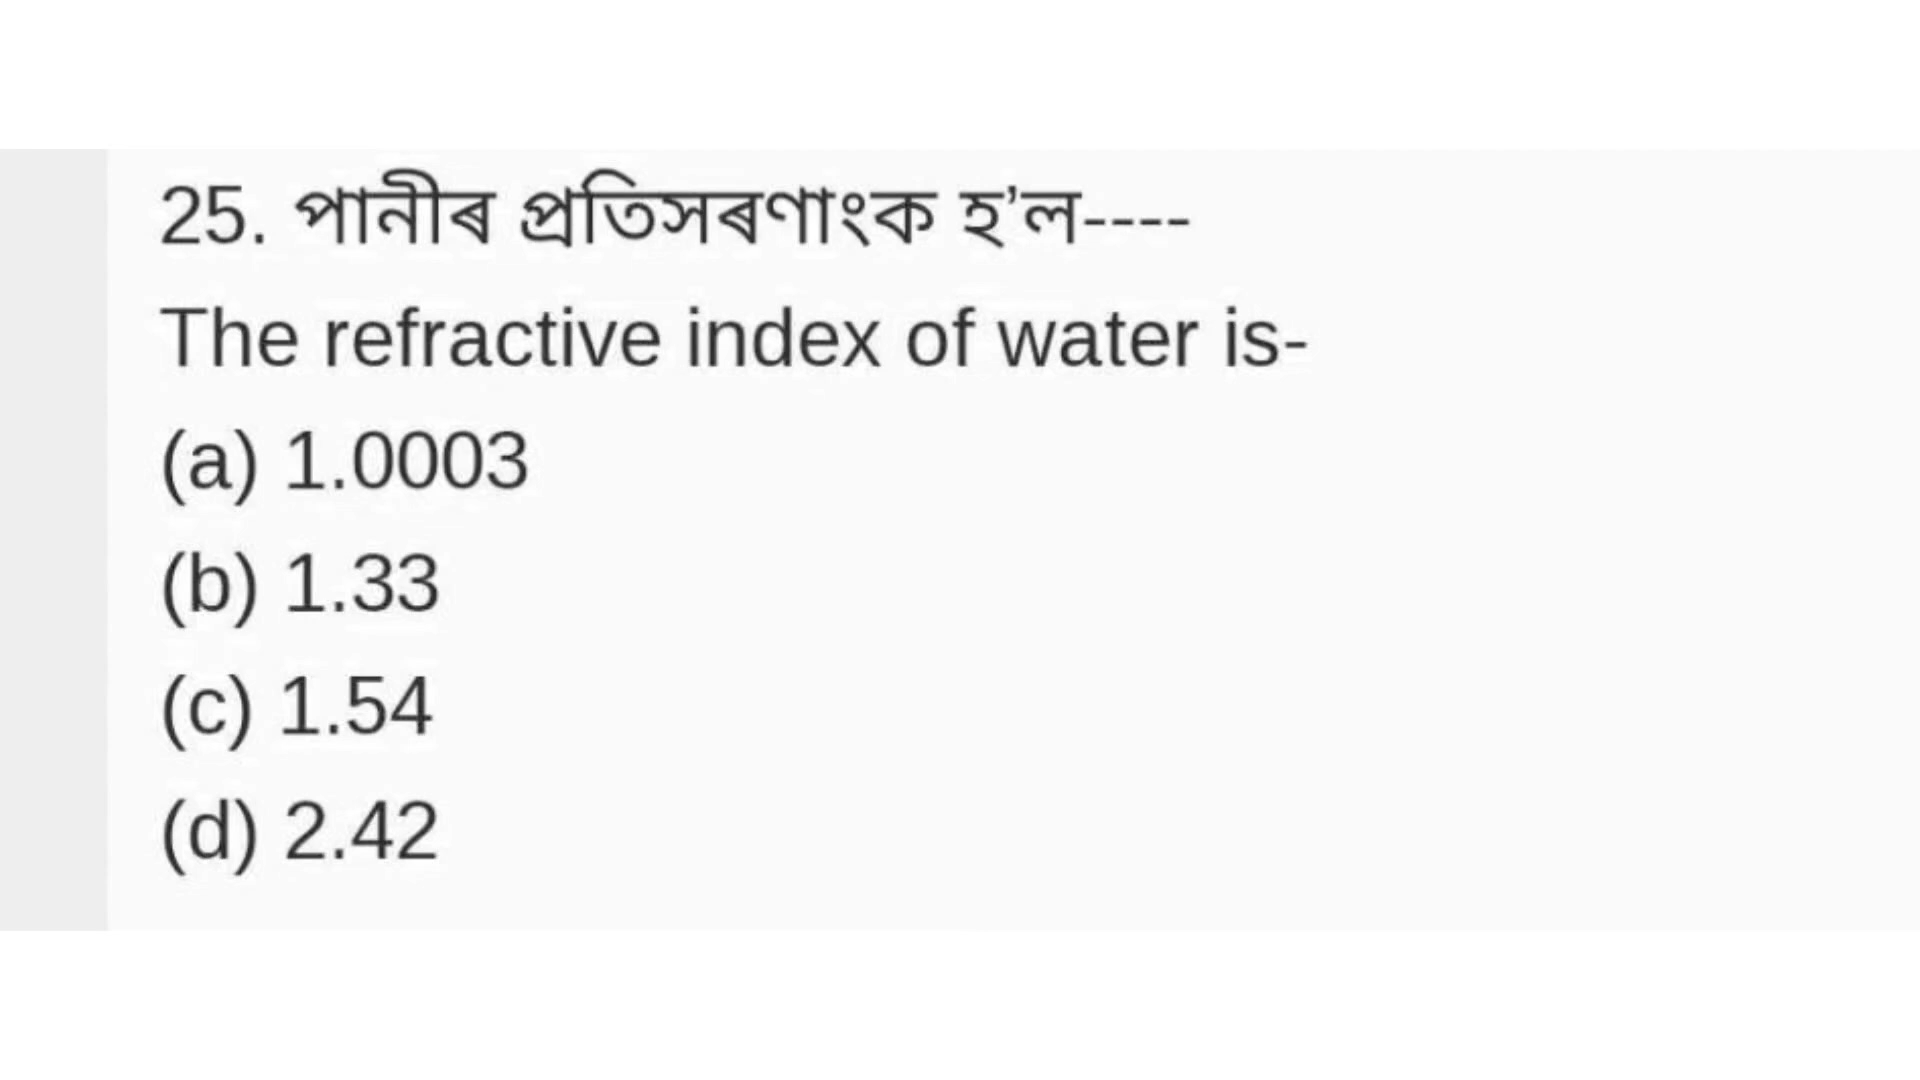 25. পানীৰ প্ৰতিসৰণাংক হ’ল----
The refractive index of water is-
(a) 1.0003
(b) 1.33
(c) 1.54
(d) 2.42